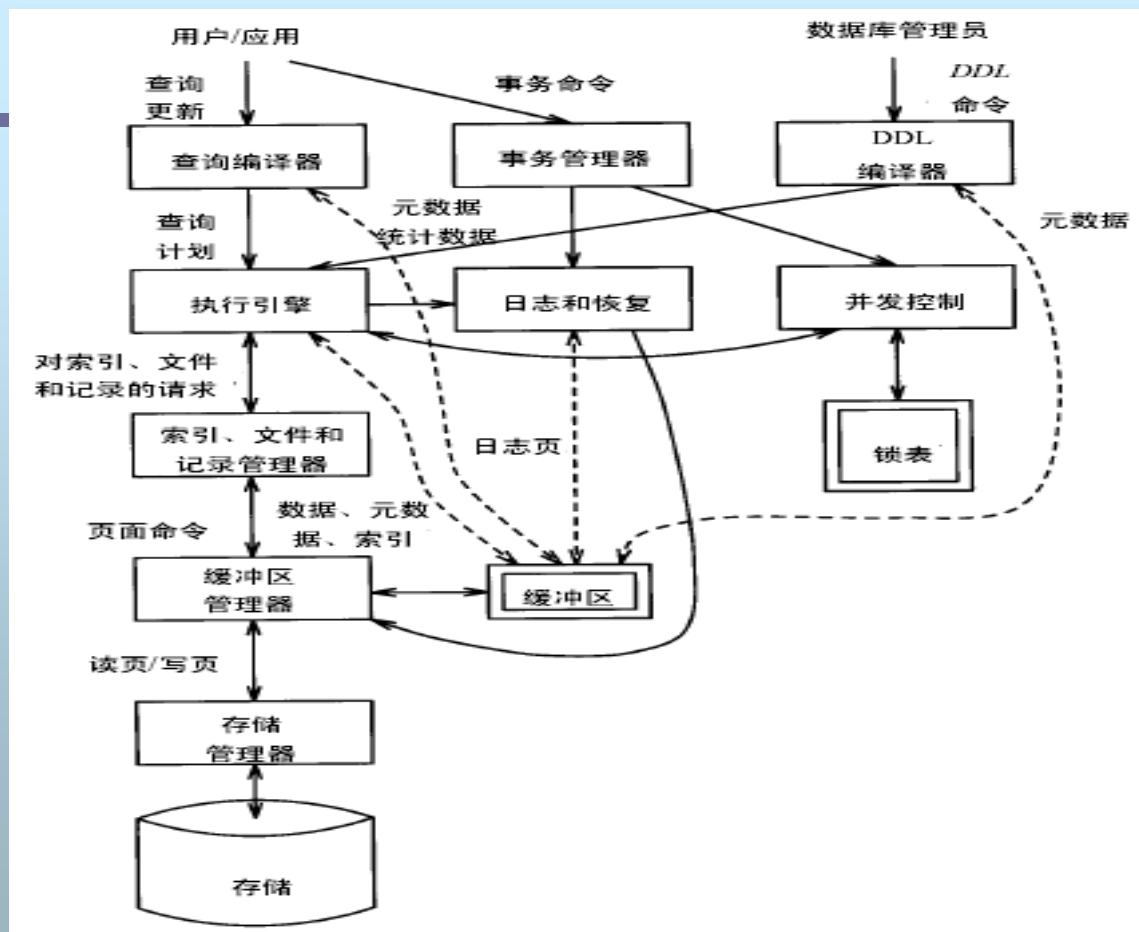 用户/应用
数据库管理员
查询
更新
事务命令
DDL
命令
查询编译器
事务管理器
DDL
编译器
查询
计划
元数据
统计数据
元数据
执行引擎
日志和恢复
并发控制
对索引、文件
和记录的请求
索引、文件和
记录管理器
日志页
锁表
页面命令
数据、元数
据、索引
缓冲区
管理器
缓冲区
读页/写页
存储
管理器
存储